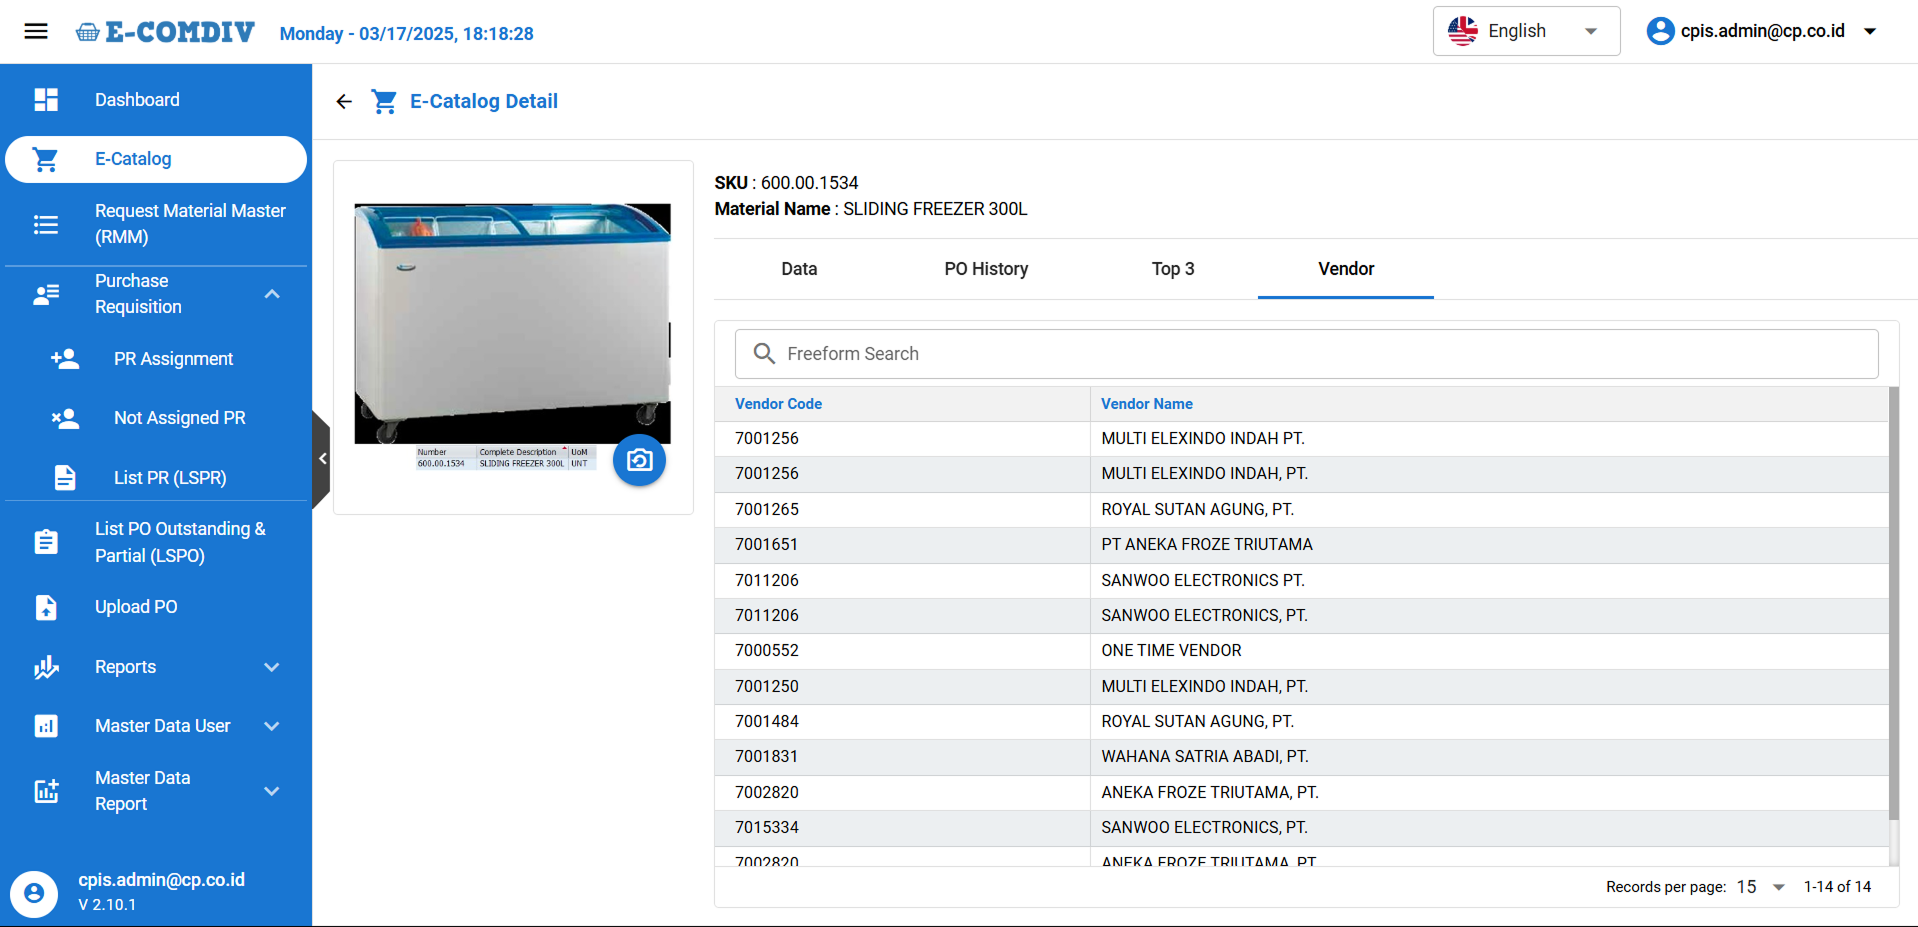 E-COMDIV
Monday - 03/17/2025, 18:18:28
English
cpis.admin@cp.co.id
Dashboard
E-Catalog
Request Material Master
(RMM)
Purchase
Requisition
PR Assignment
Not Assigned PR
List PR (LSPR)
List PO Outstanding &
Partial (LSPO)
Upload PO
Reports
Master Data User
Master Data
Report
cpis.admin@cp.co.id
V 2.10.1
E-Catalog Detail
Number Complete Description UoM
600.00.1534 SLIDING FREEZER 300L UNT
SKU : 600.00.1534
Material Name : SLIDING FREEZER 300L
Data PO History Top 3 Vendor
Freeform Search
Vendor Code Vendor Name
7001256 MULTI ELEXINDO INDAH PT.
7001256 MULTI ELEXINDO INDAH, PT.
7001265 ROYAL SUTAN AGUNG, PT.
7001651 PT ANEKA FROZE TRIUTAMA
7011206 SANWOO ELECTRONICS PT.
7011206 SANWOO ELECTRONICS, PT.
7000552 ONE TIME VENDOR
7001250 MULTI ELEXINDO INDAH, PT.
7001484 ROYAL SUTAN AGUNG, PT.
7001831 WAHANA SATRIA ABADI, PT.
7002820 ANEKA FROZE TRIUTAMA, PT.
7015334 SANWOO ELECTRONICS, PT.
7002820 ANEKA FROZE TRIUTAMA, PT
Records per page: 15 1-14 of 14